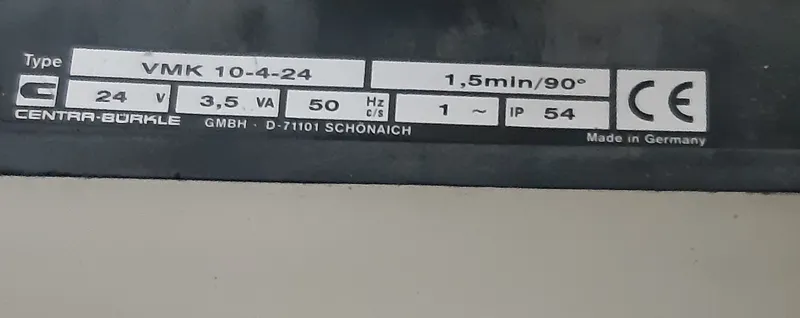 Type VMK 10-4-24 1,5min/90°
24 V 3,5 VA 50 Hz c/s 1 ~ IP 54 CE
CENTRA-BÜRKLE GMBH · D-71101 SCHÖNAICH
Made in Germany